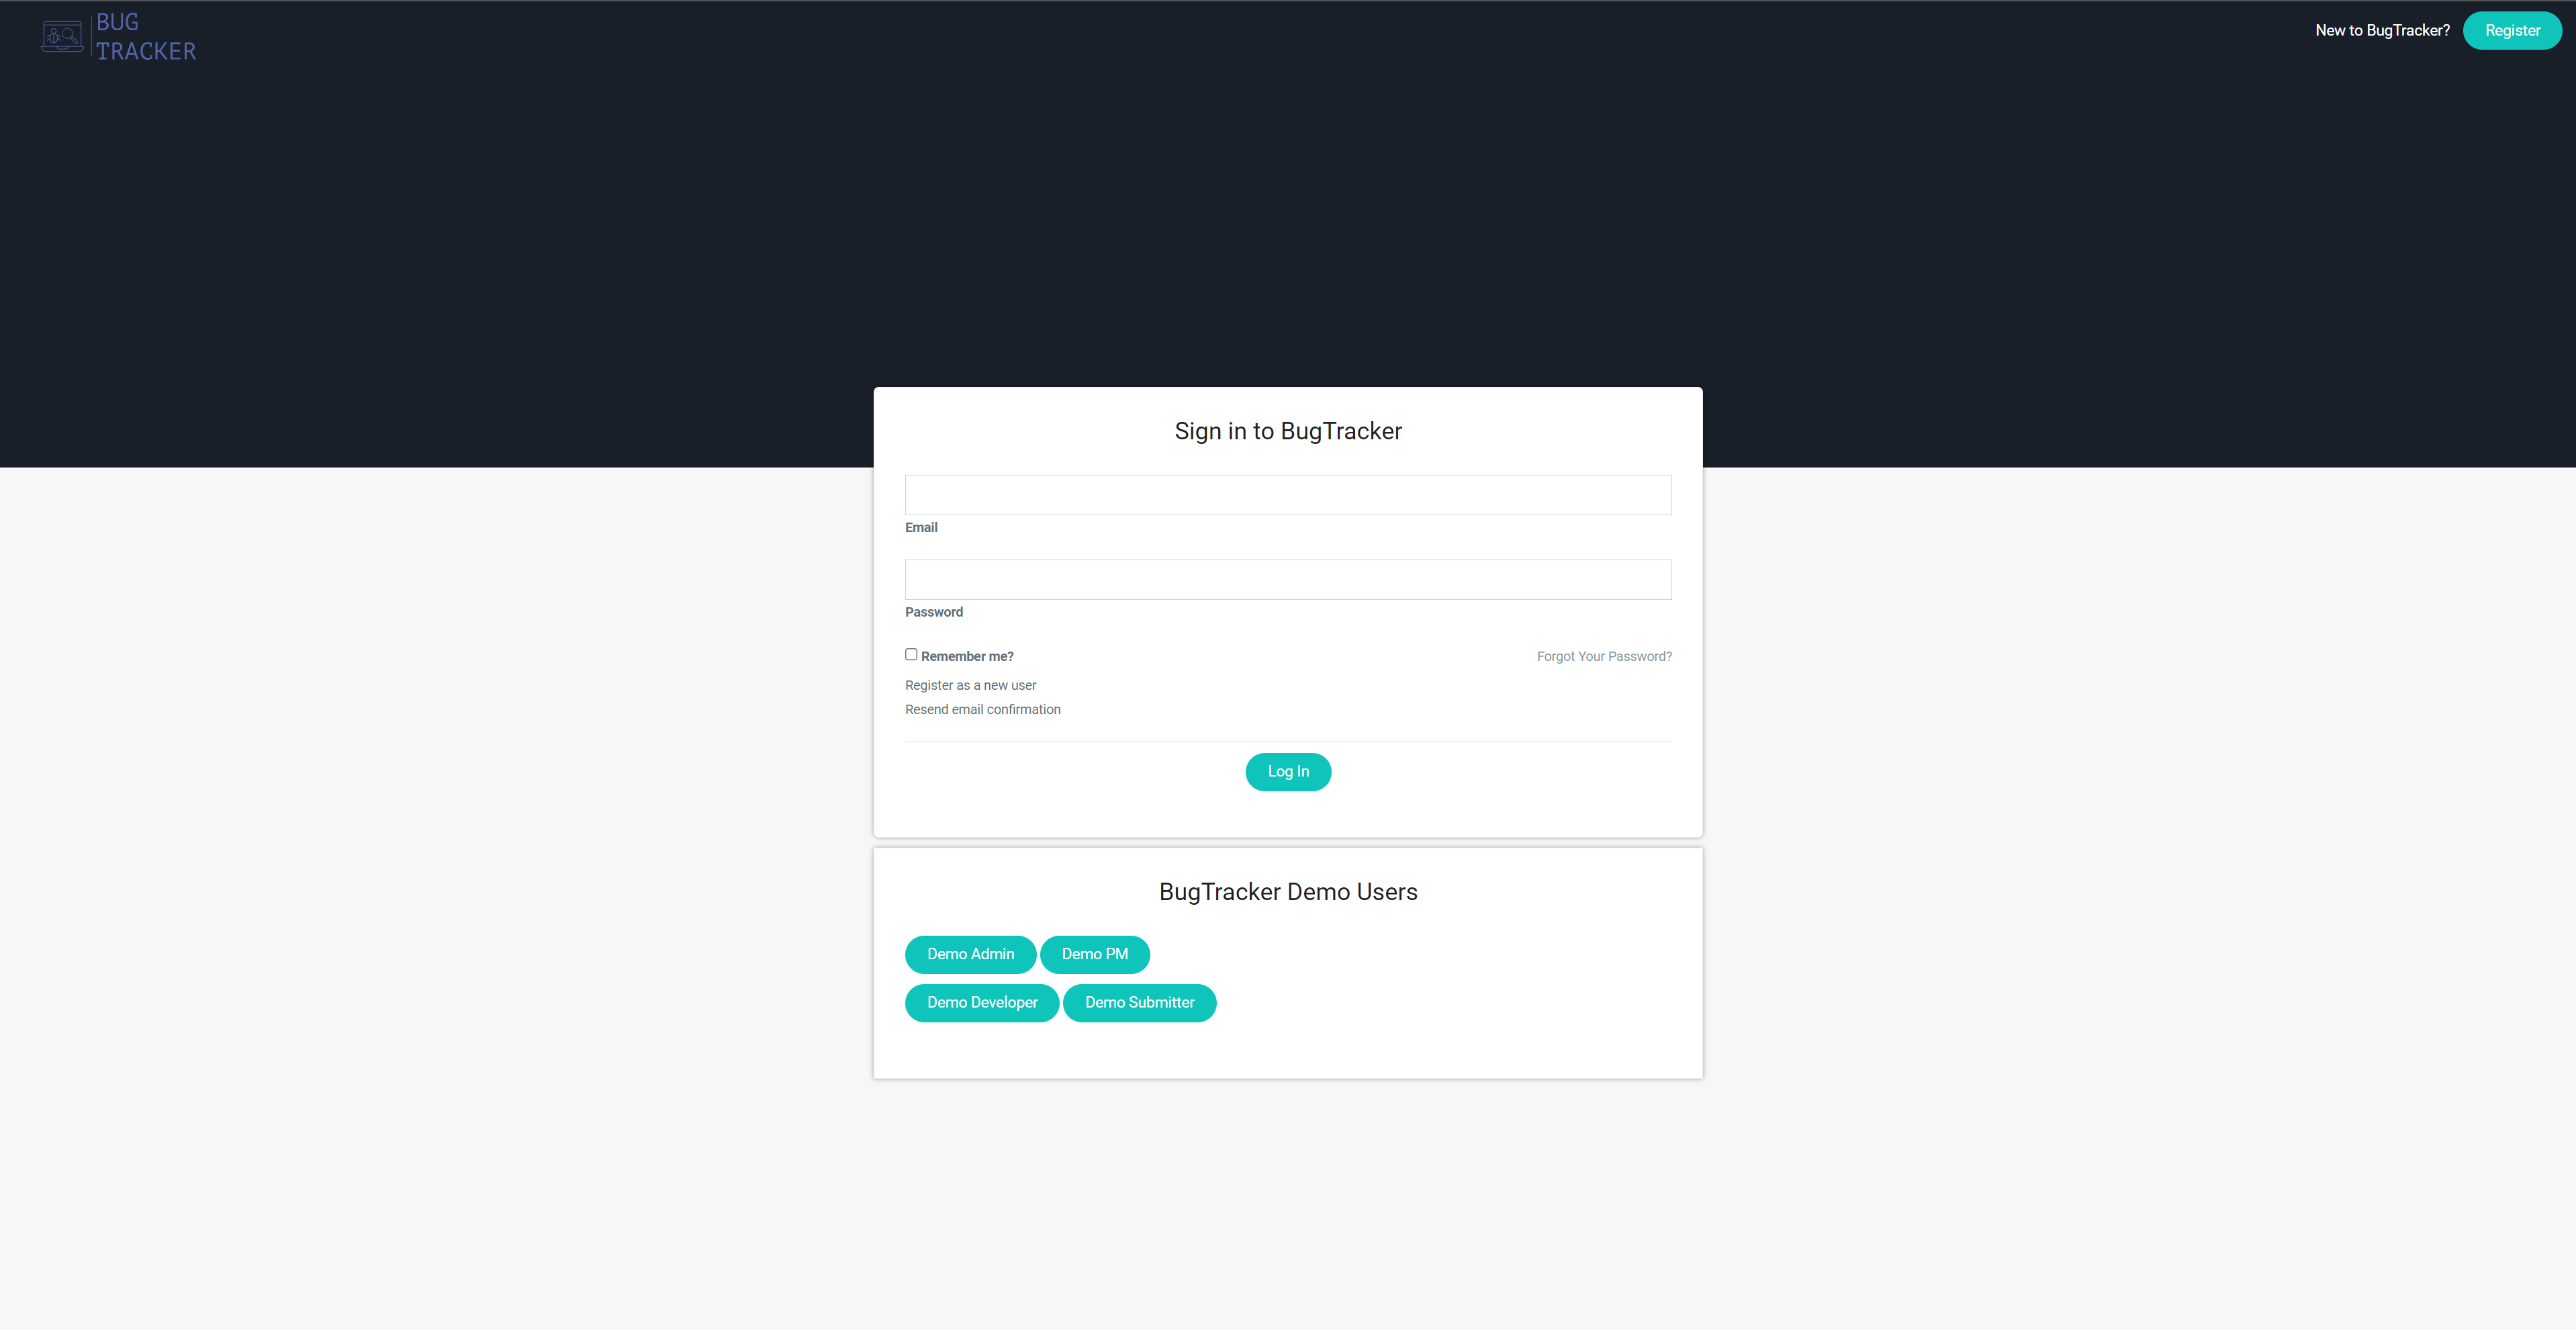 BUG
TRACKER
New to BugTracker? Register
Sign in to BugTracker
Email
Password
Remember me? Forgot Your Password?
Register as a new user
Resend email confirmation
Log In
BugTracker Demo Users
Demo Admin Demo PM
Demo Developer Demo Submitter